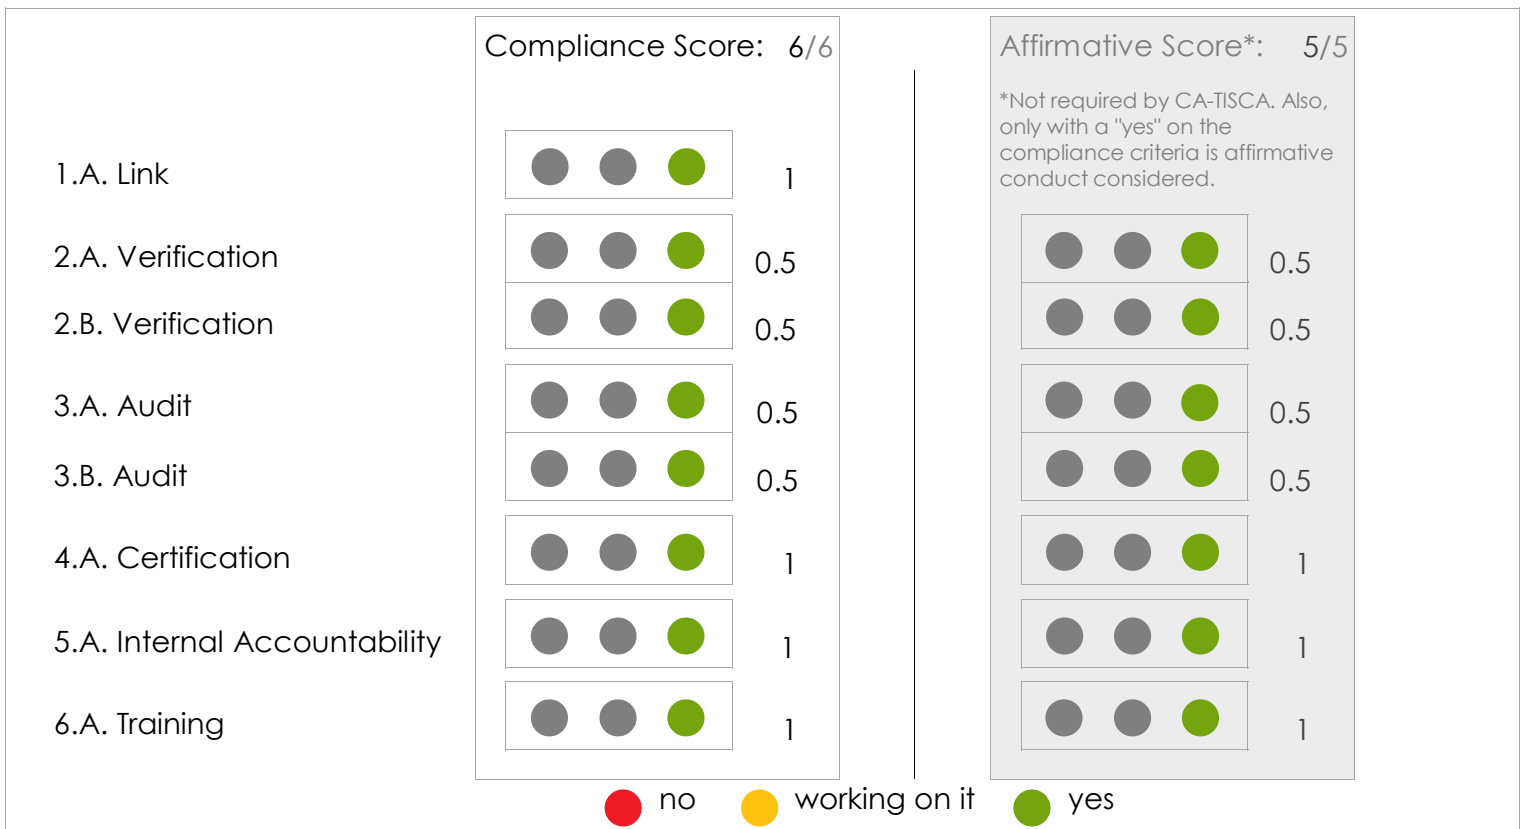 Compliance Score: 6/6
Affirmative Score*: 5/5
*Not required by CA-TISCA. Also,
only with a "yes" on the
compliance criteria is affirmative
conduct considered.
1.A. Link 1
2.A. Verification 0.5 0.5
2.B. Verification 0.5 0.5
3.A. Audit 0.5 0.5
3.B. Audit 0.5 0.5
4.A. Certification 1 1
5.A. Internal Accountability 1 1
6.A. Training 1 1
no working on it yes